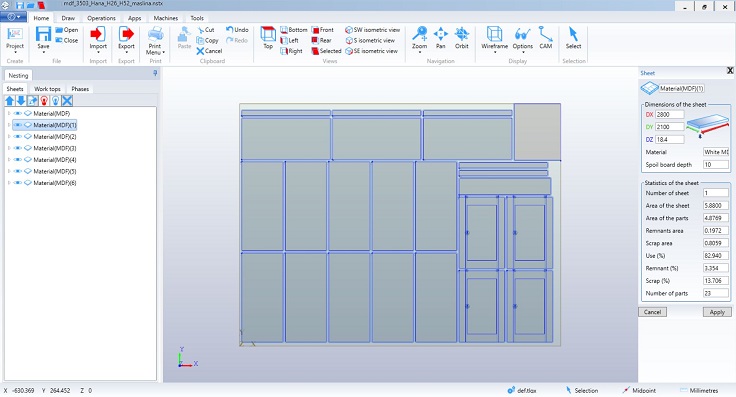 mdf_3503_Hana_H26_H52_maslina.nstx
Home Draw Operations Apps Machines Tools
Project
Save
Open
Close
Import
Export
Print Menu
Paste
Cut
Copy
Cancel
Undo
Redo
Top
Bottom
Left
Right
Front
Rear
Selected
SW isometric view
S isometric view
SE isometric view
Zoom
Pan
Orbit
Wireframe
Options
CAM
Select
Create
File
Import
Export
Print
Clipboard
Views
Navigation
Display
Selection
Nesting
Sheets Work tops Phases
Material(MDF)
Material(MDF)(1)
Material(MDF)(2)
Material(MDF)(3)
Material(MDF)(4)
Material(MDF)(5)
Material(MDF)(6)
Y
X
Y
X
Sheet
X
Material(MDF)(1)
Dimensions of the sheet
DX 2800
DY 2100
DZ 18.4
Material White MD
Spoil board depth 10
Statistics of the sheet
Number of sheet 1
Area of the sheet 5.8800
Area of the parts 4.8769
Remnants area 0.1972
Scrap area 0.8059
Use (%) 82.940
Remnant (%) 3.354
Scrap (%) 13.706
Number of parts 23
Cancel Apply
X -630.369 Y 264.452 Z 0
def.tlax Selection Midpoint Millimetres